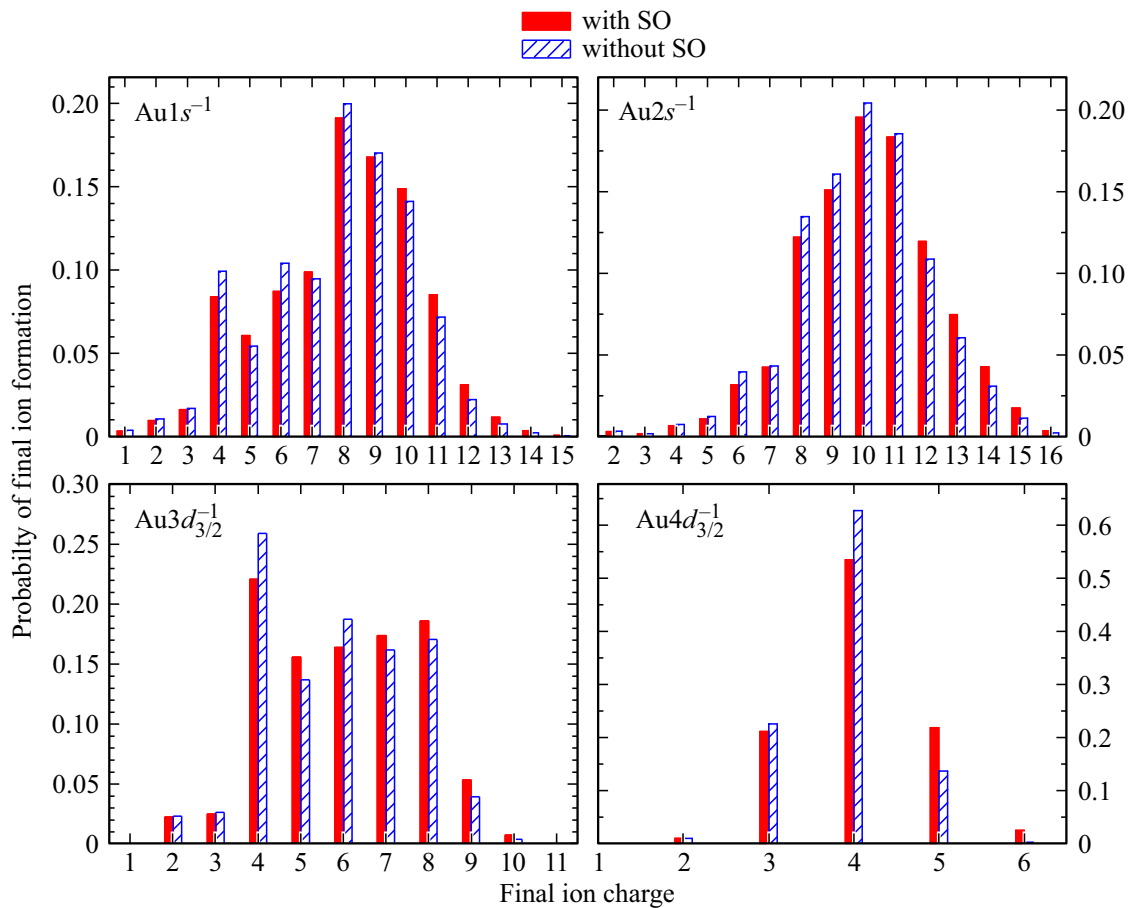 with SO
without SO
Au1s⁻¹
0.20
0.15
0.10
0.05
0
1 2 3 4 5 6 7 8 9 10 11 12 13 14 15
Au2s⁻¹
0.20
0.15
0.10
0.05
0
2 3 4 5 6 7 8 9 10 11 12 13 14 15 16
Probabilty of final ion formation
Au3d₃/₂⁻¹
0.30
0.25
0.20
0.15
0.10
0.05
0
1 2 3 4 5 6 7 8 9 10 11
Au4d₃/₂⁻¹
0.6
0.5
0.4
0.3
0.2
0.1
0
1 2 3 4 5 6
Final ion charge